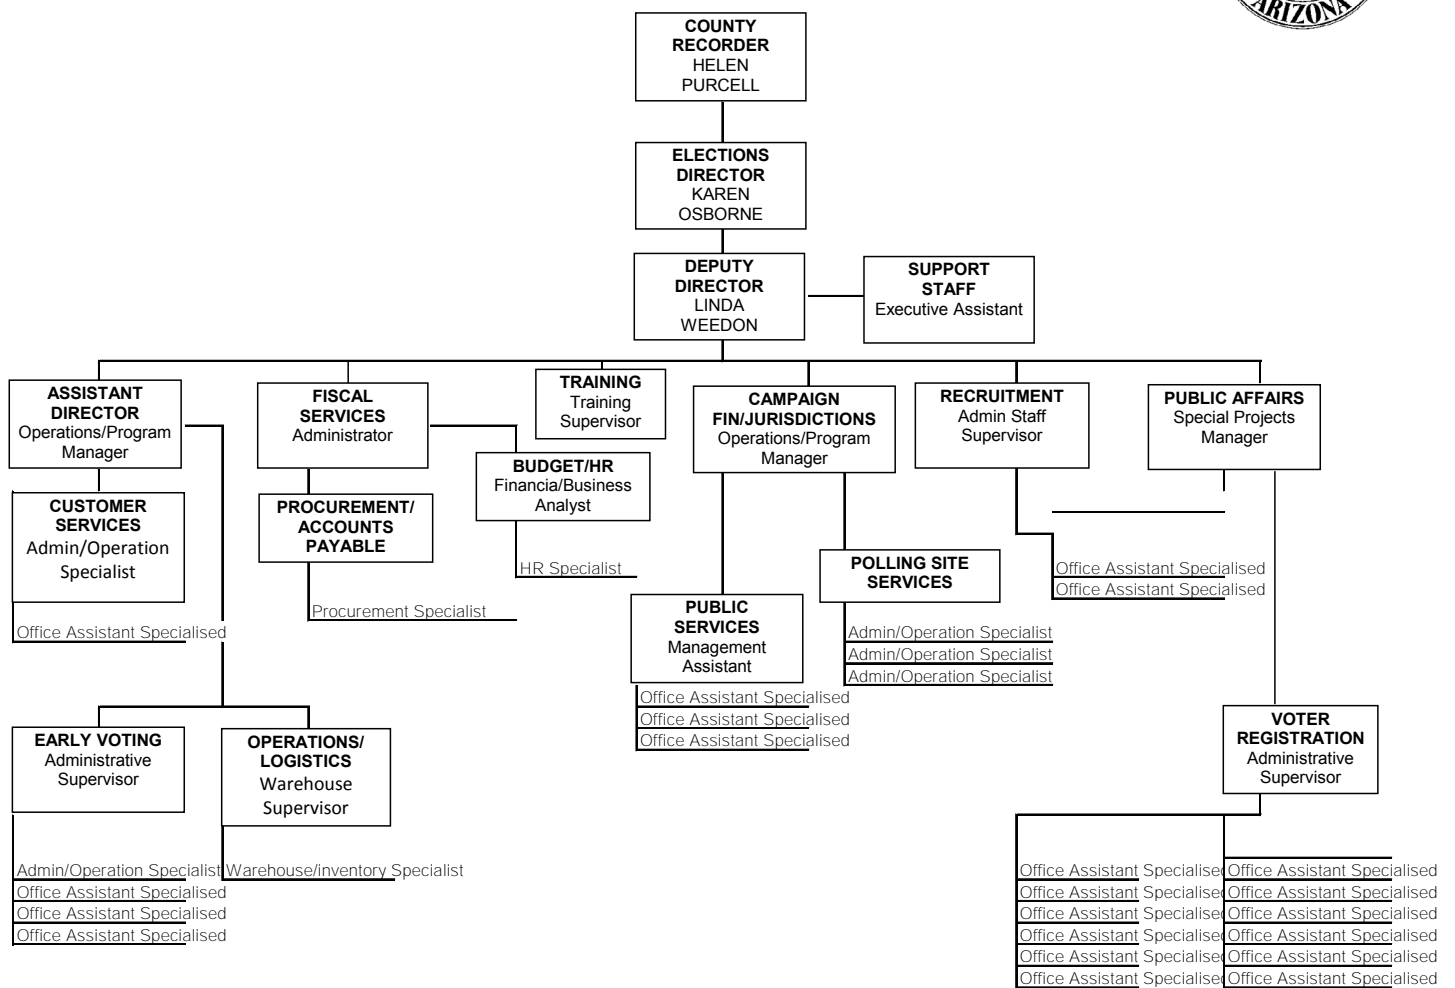 ARIZONA
COUNTY
RECORDER
HELEN
PURCELL
ELECTIONS
DIRECTOR
KAREN
OSBORNE
DEPUTY
DIRECTOR
LINDA
WEEDON
SUPPORT
STAFF
Executive Assistant
ASSISTANT
DIRECTOR
Operations/Program
Manager
FISCAL
SERVICES
Administrator
TRAINING
Training
Supervisor
CAMPAIGN
FIN/JURISDICTIONS
Operations/Program
Manager
RECRUITMENT
Admin Staff
Supervisor
PUBLIC AFFAIRS
Special Projects
Manager
BUDGET/HR
Financia/Business
Analyst
CUSTOMER
SERVICES
Admin/Operation
Specialist
PROCUREMENT/
ACCOUNTS
PAYABLE
HR Specialist
POLLING SITE
SERVICES
Office Assistant Specialised
Office Assistant Specialised
Procurement Specialist
Office Assistant Specialised
PUBLIC
SERVICES
Management
Assistant
Admin/Operation Specialist
Admin/Operation Specialist
Admin/Operation Specialist
Office Assistant Specialised
Office Assistant Specialised
Office Assistant Specialised
EARLY VOTING
Administrative
Supervisor
OPERATIONS/
LOGISTICS
Warehouse
Supervisor
VOTER
REGISTRATION
Administrative
Supervisor
Admin/Operation Specialist
Office Assistant Specialised
Office Assistant Specialised
Office Assistant Specialised
Warehouse/inventory Specialist
Office Assistant Specialised
Office Assistant Specialised
Office Assistant Specialised
Office Assistant Specialised
Office Assistant Specialised
Office Assistant Specialised
Office Assistant Specialised
Office Assistant Specialised
Office Assistant Specialised
Office Assistant Specialised
Office Assistant Specialised
Office Assistant Specialised